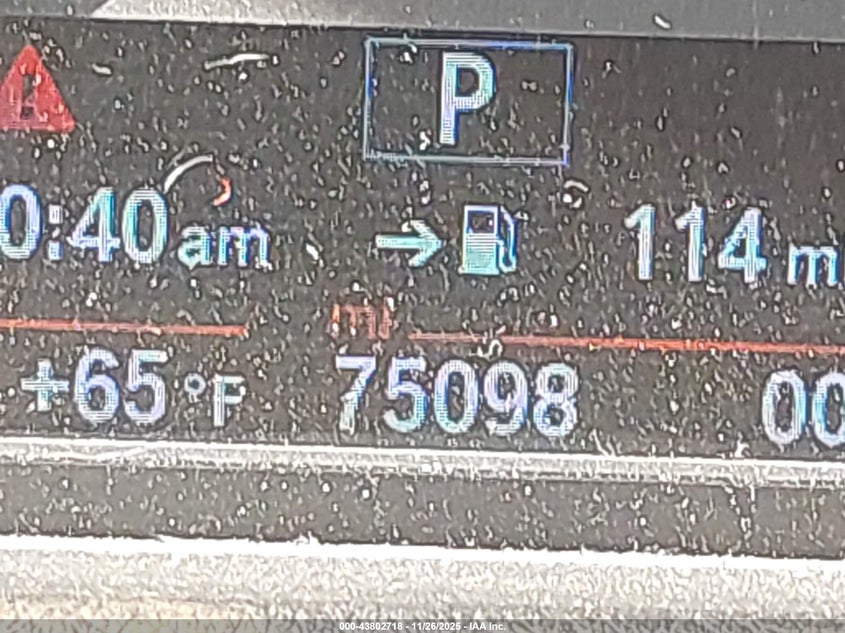 P
0:40 am → 114 m
mi
+65 °F 75098 00
000-43802718 - 11/26/2025 - IAA Inc.